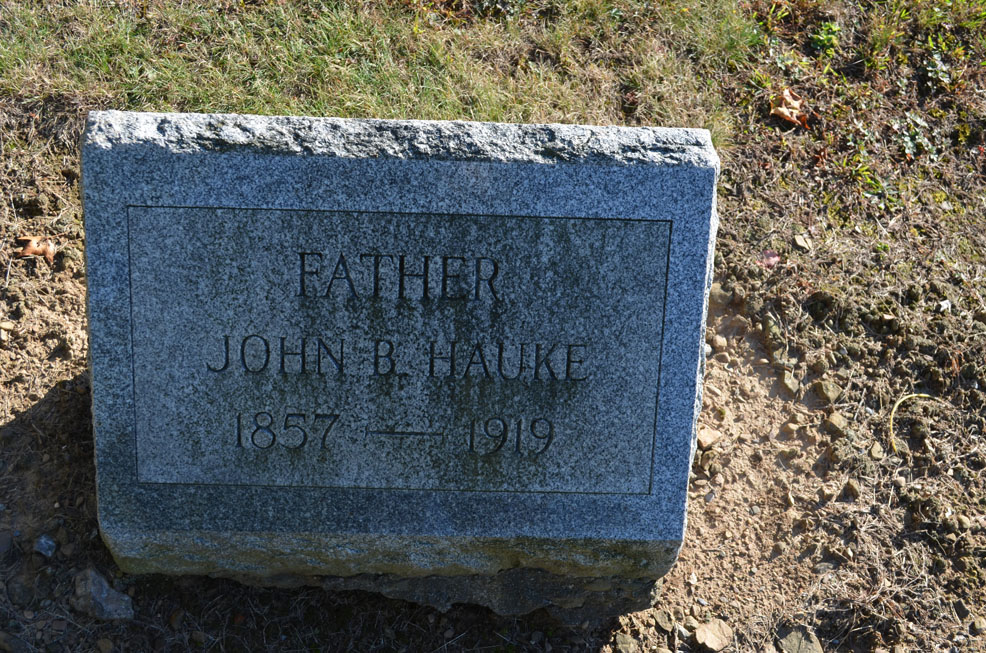 FATHER
JOHN B. HAUKE
1857 — 1919